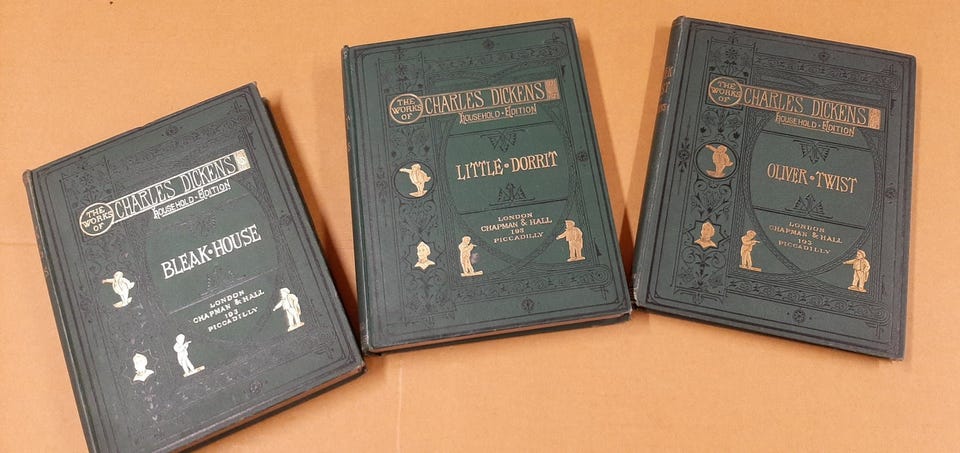 THE
WORKS
OF
CHARLES DICKENS
HOUSEHOLD • EDITION
BLEAK • HOUSE
LONDON
CHAPMAN & HALL
193
PICCADILLY
THE
WORKS
OF
CHARLES DICKENS
HOUSEHOLD • EDITION
LITTLE • DORRIT
LONDON
CHAPMAN & HALL
193
PICCADILLY
THE
WORKS
OF
CHARLES DICKENS
HOUSEHOLD • EDITION
OLIVER • TWIST
LONDON
CHAPMAN & HALL
193
PICCADILLY